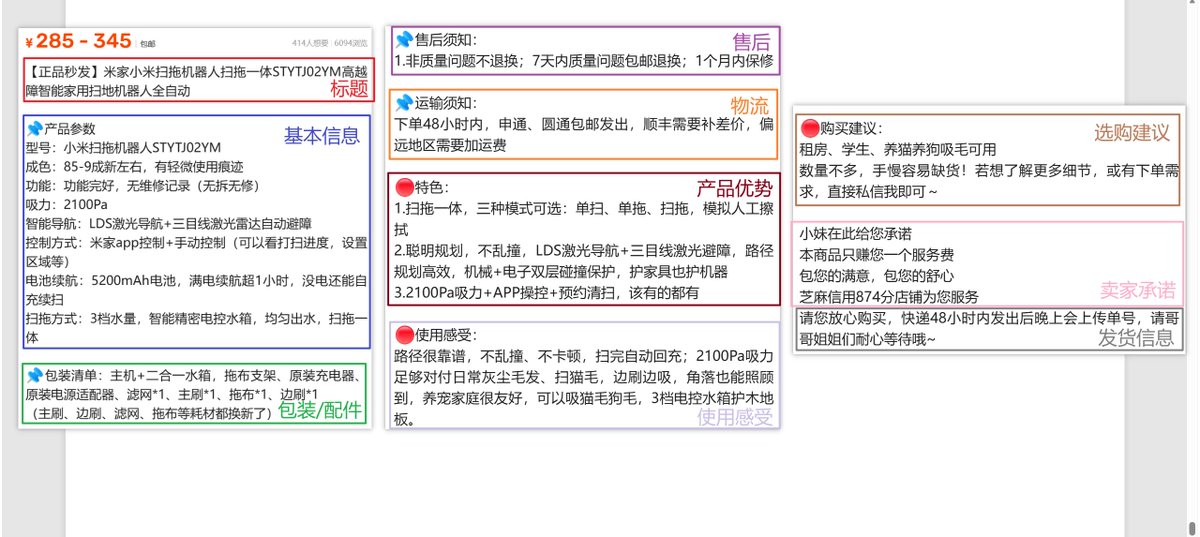 ¥285 - 345 包邮
414人想要 | 6094浏览
【正品秒发】米家小米扫拖机器人扫拖一体STYTJ02YM高越
障智能家用扫地机器人全自动
标题
📌产品参数
基本信息
型号：小米扫拖机器人STYTJ02YM
成色：85-9成新左右，有轻微使用痕迹
功能：功能完好，无维修记录（无拆无修）
吸力：2100Pa
智能导航：LDS激光导航+三目线激光雷达自动避障
控制方式：米家app控制+手动控制（可以看打扫进度，设置
区域等）
电池续航：5200mAh电池，满电续航超1小时，没电还能自
充续扫
扫拖方式：3档水量，智能精密电控水箱，均匀出水，扫拖一
体
📌包装清单：主机+二合一水箱，拖布支架、原装充电器、
原装电源适配器、滤网*1、主刷*1、拖布*1、边刷*1
（主刷、边刷、滤网、拖布等耗材都换新了）
包装/配件
📌售后须知：
售后
1.非质量问题不退换；7天内质量问题包邮退换；1个月内保修
📌运输须知：
物流
下单48小时内，申通、圆通包邮发出，顺丰需要补差价，偏
远地区需要加运费
🔴特色：
产品优势
1.扫拖一体，三种模式可选：单扫、单拖、扫拖，模拟人工擦
拭
2.聪明规划，不乱撞，LDS激光导航+三目线激光避障，路径
规划高效，机械+电子双层碰撞保护，护家具也护机器
3.2100Pa吸力+APP操控+预约清扫，该有的都有
🔴使用感受：
路径很靠谱，不乱撞、不卡顿，扫完自动回充；2100Pa吸力
足够对付日常灰尘毛发、扫猫毛，边刷边吸，角落也能照顾
到，养宠家庭很友好，可以吸猫毛狗毛，3档电控水箱护木地
板。
使用感受
🔴购买建议：
选购建议
租房、学生、养猫养狗吸毛可用
数量不多，手慢容易缺货！若想了解更多细节，或有下单需
求，直接私信我即可~
小妹在此给您承诺
本商品只赚您一个服务费
包您的满意，包您的舒心
芝麻信用874分店铺为您服务
卖家承诺
请您放心购买，快递48小时内发出后晚上会上传单号，请哥
哥姐姐们耐心等待哦~
发货信息